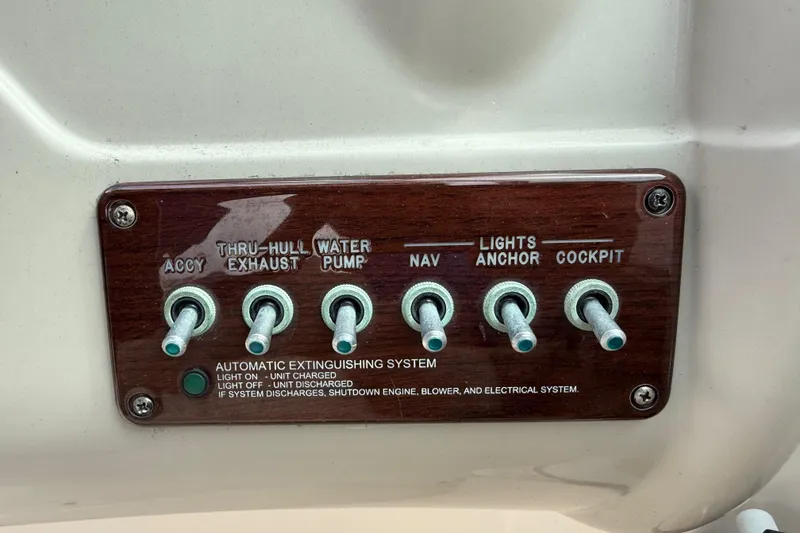 ACCY
THRU-HULL
EXHAUST
WATER
PUMP
LIGHTS
NAV
ANCHOR
COCKPIT
AUTOMATIC EXTINGUISHING SYSTEM
LIGHT ON - UNIT CHARGED
LIGHT OFF - UNIT DISCHARGED
IF SYSTEM DISCHARGES, SHUTDOWN ENGINE, BLOWER, AND ELECTRICAL SYSTEM.